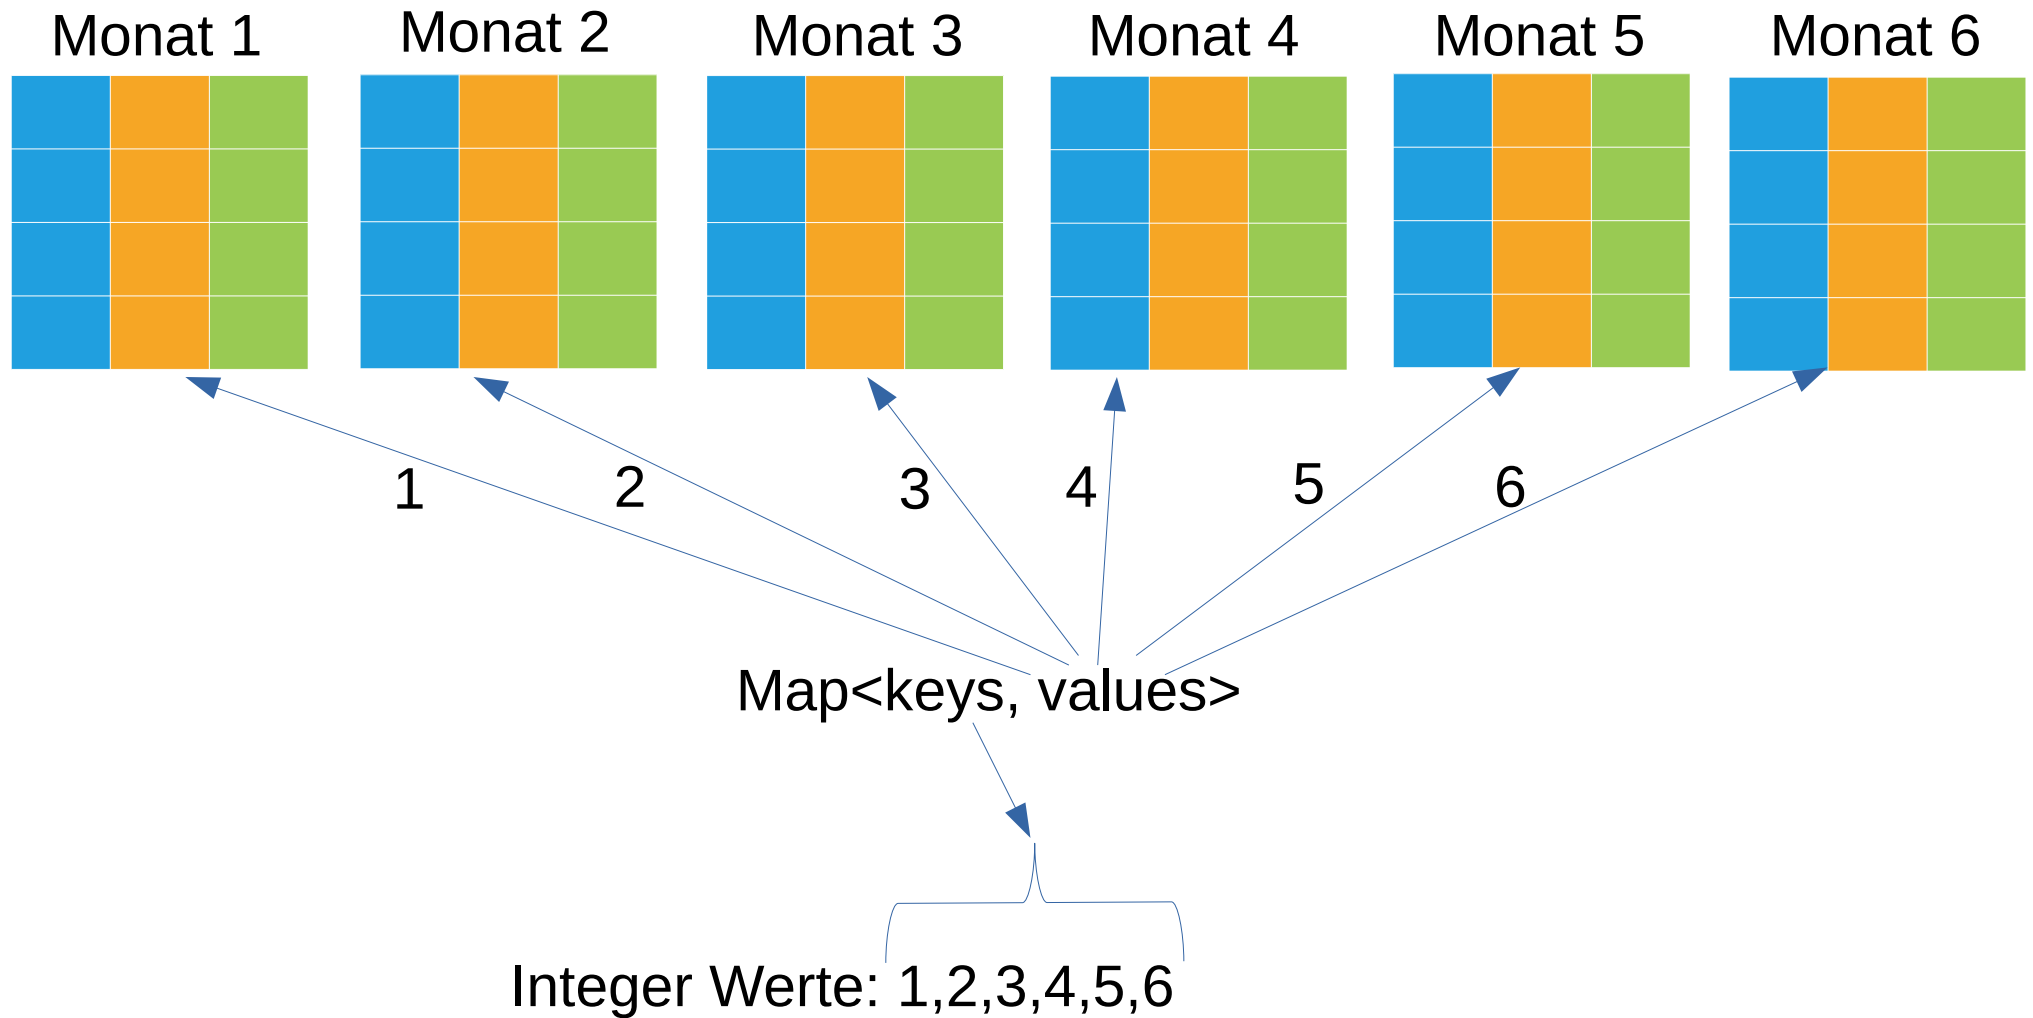 Monat 1
Monat 2
Monat 3
Monat 4
Monat 5
Monat 6
1
2
3
4
5
6
Map<keys, values>
Integer Werte: 1,2,3,4,5,6